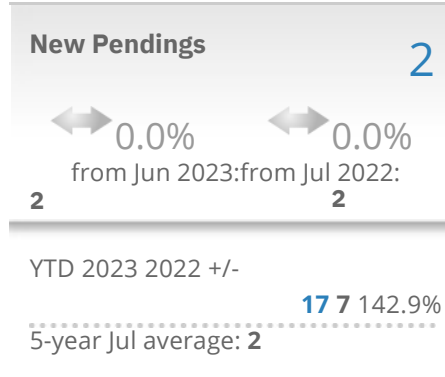 New Pendings 2
0.0% 0.0%
from Jun 2023:from Jul 2022:
2 2
YTD 2023 2022 +/-
17 7 142.9%
5-year Jul average: 2